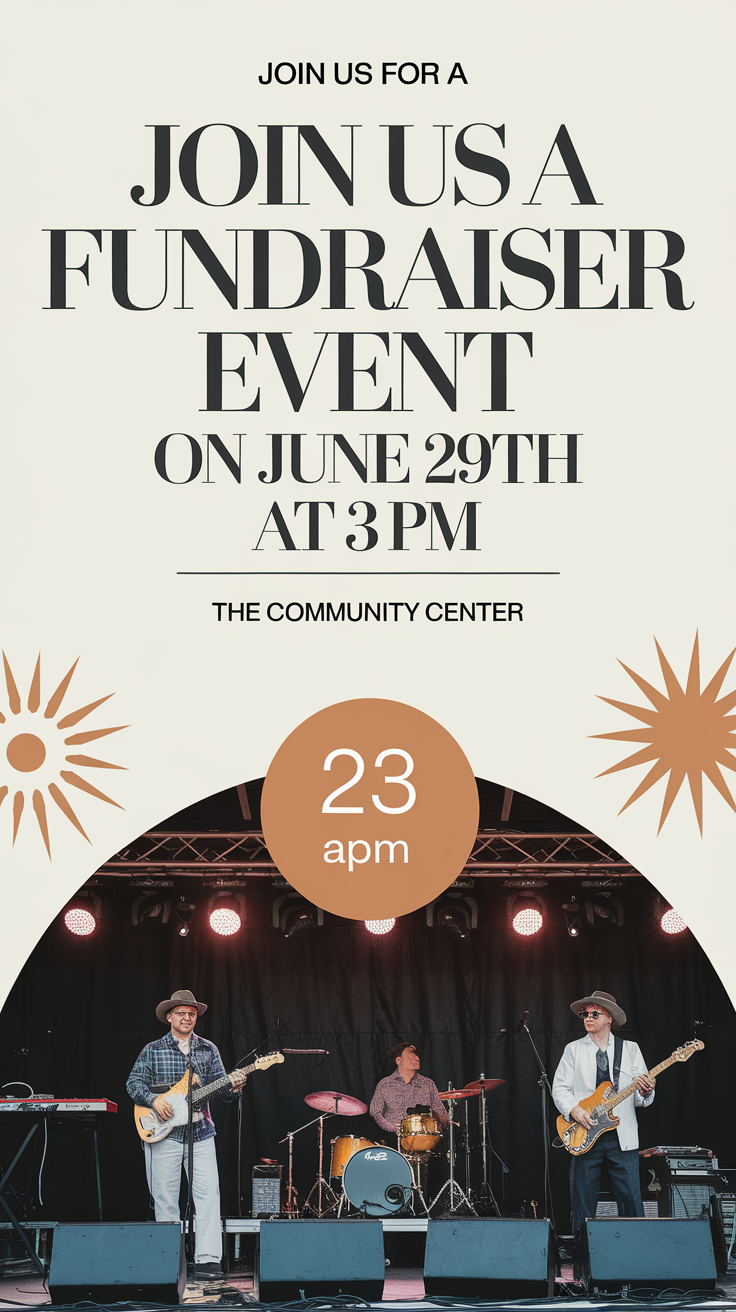 JOIN US FOR A
JOIN US A
FUNDRAISER
EVENT
ON JUNE 29TH
AT 3 PM
THE COMMUNITY CENTER
23
apm